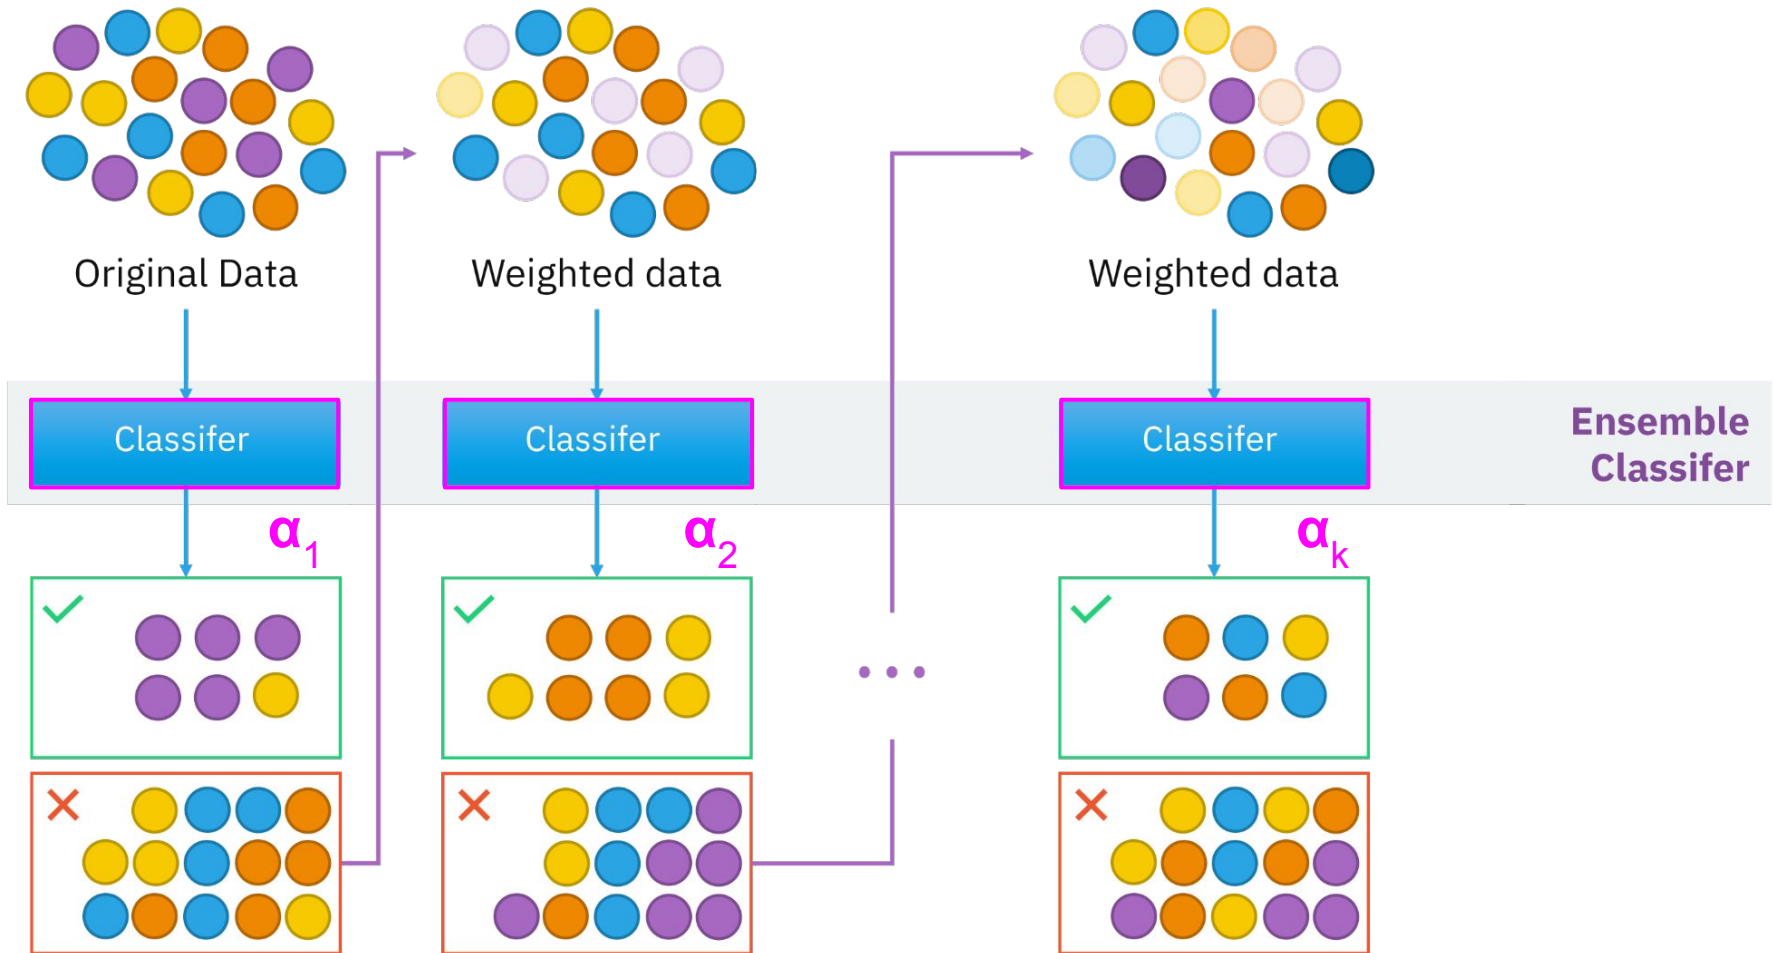 Original Data
Weighted data
Weighted data
Classifer
Classifer
Classifer
Ensemble
Classifer
α1
α2
αk
...